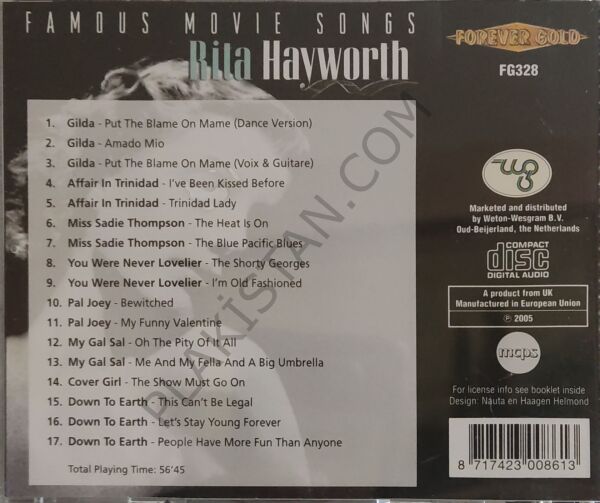 FAMOUS MOVIE SONGS
Rita Hayworth
FOREVER GOLD
FG328
1. Gilda - Put The Blame On Mame (Dance Version)
2. Gilda - Amado Mio
3. Gilda - Put The Blame On Mame (Voix & Guitare)
4. Affair In Trinidad - I've Been Kissed Before
5. Affair In Trinidad - Trinidad Lady
6. Miss Sadie Thompson - The Heat Is On
7. Miss Sadie Thompson - The Blue Pacific Blues
8. You Were Never Lovelier - The Shorty Georges
9. You Were Never Lovelier - I'm Old Fashioned
10. Pal Joey - Bewitched
11. Pal Joey - My Funny Valentine
12. My Gal Sal - Oh The Pity Of It All
13. My Gal Sal - Me And My Fella And A Big Umbrella
14. Cover Girl - The Show Must Go On
15. Down To Earth - This Can't Be Legal
16. Down To Earth - Let's Stay Young Forever
17. Down To Earth - People Have More Fun Than Anyone
Total Playing Time: 56'45
PLAKİSTAN.COM
Marketed and distributed
by Weton-Wesgram B.V.
Oud-Beijerland, the Netherlands
COMPACT
disc
DIGITAL AUDIO
A product from UK
Manufactured in European Union
℗ 2005
mcps
For license info see booklet inside
Design: Nauta en Haagen Helmond
8 717423 008613